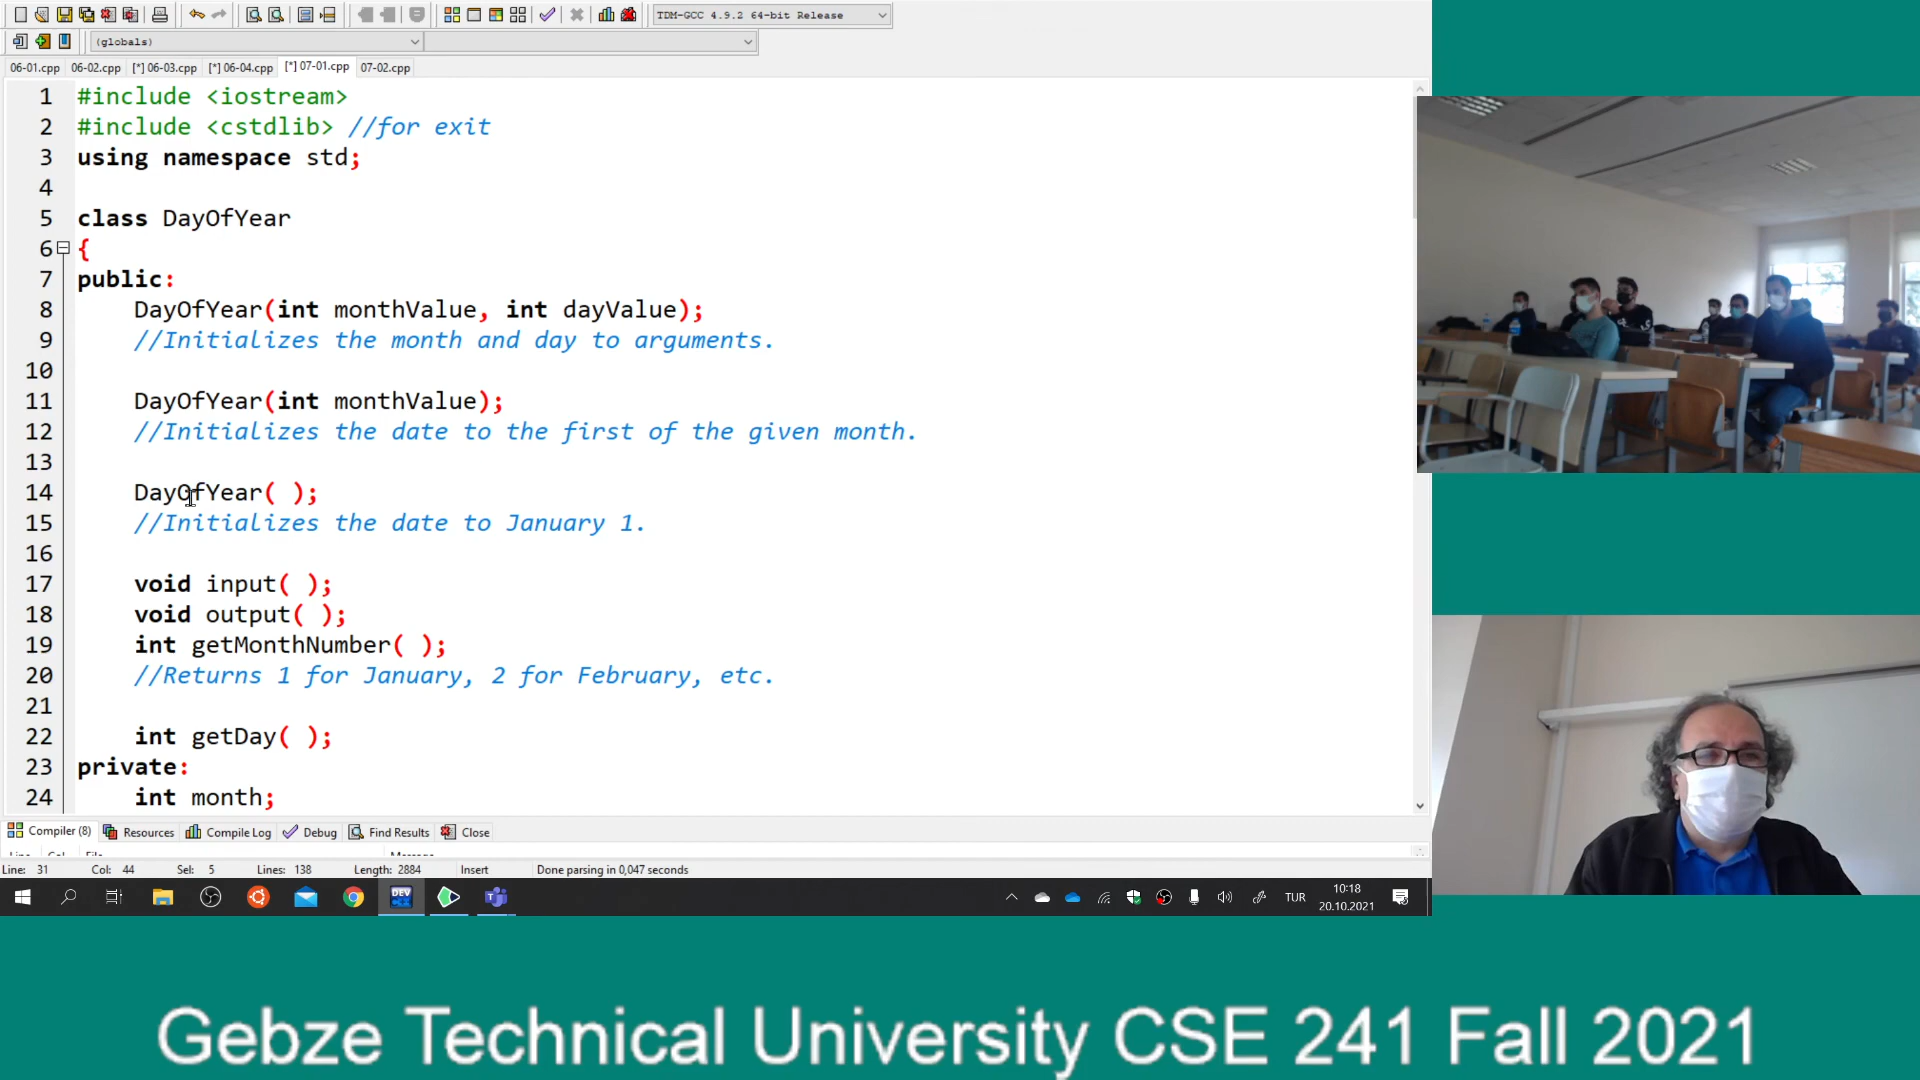 TDM-GCC 4.9.2 64-bit Release
(globals)
06-01.cpp 06-02.cpp [*] 06-03.cpp [*] 06-04.cpp [*] 07-01.cpp 07-02.cpp
1 #include <iostream>
2 #include <cstdlib> //for exit
3 using namespace std;
4
5 class DayOfYear
6 {
7 public:
8 DayOfYear(int monthValue, int dayValue);
9 //Initializes the month and day to arguments.
10
11 DayOfYear(int monthValue);
12 //Initializes the date to the first of the given month.
13
14 DayOfYear( );
15 //Initializes the date to January 1.
16
17 void input( );
18 void output( );
19 int getMonthNumber( );
20 //Returns 1 for January, 2 for February, etc.
21
22 int getDay( );
23 private:
24 int month;
Compiler (8) Resources Compile Log Debug Find Results Close
Line: 31 Col: 44 Sel: 5 Lines: 138 Length: 2884 Insert Done parsing in 0,047 seconds
DEV
TUR
10:18
20.10.2021
Gebze Technical University CSE 241 Fall 2021